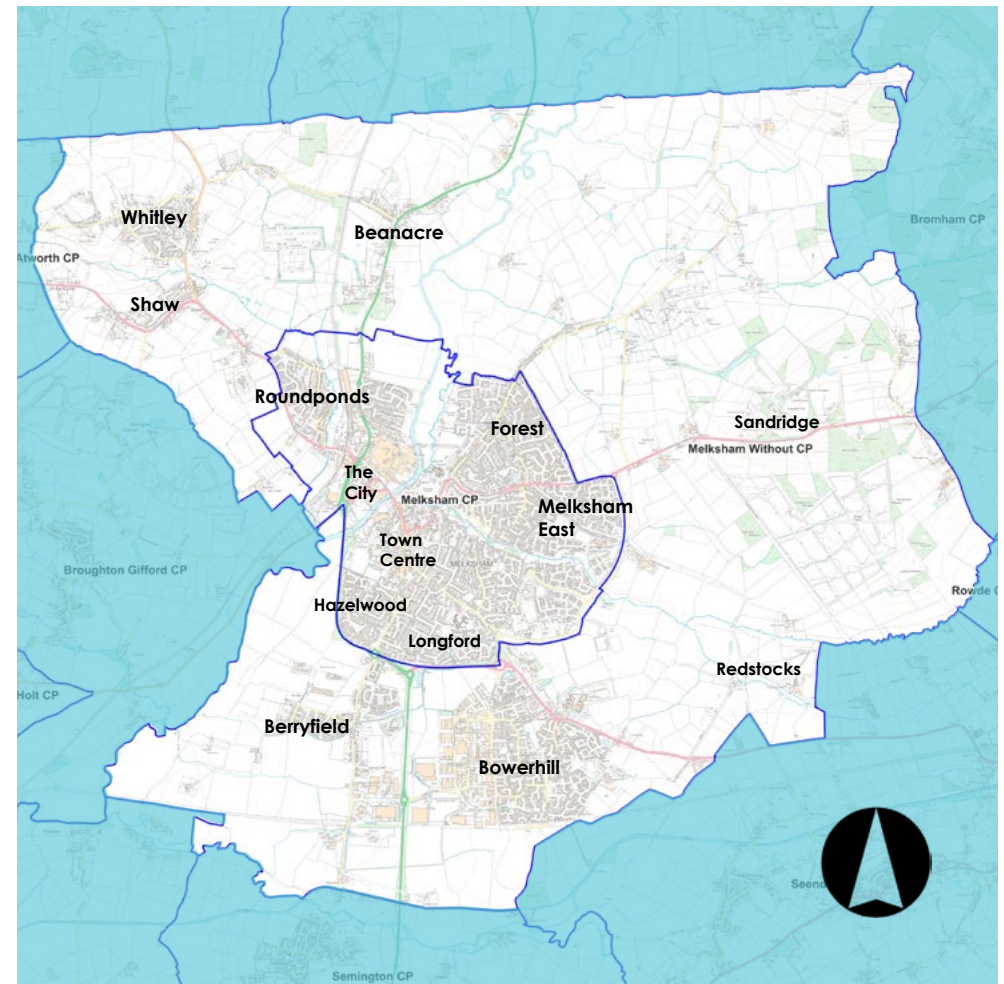 Whitley
Bromham CP
Beanacre
Atworth CP
Shaw
Roundponds
Sandridge
Forest
Melksham Without CP
The
City
Melksham CP
Melksham
East
Town
Centre
MELKSHAM
Broughton Gifford CP
Rowde C
Hazelwood
Longford
Redstocks
Holt CP
Berryfield
Bowerhill
Seend
Semington CP